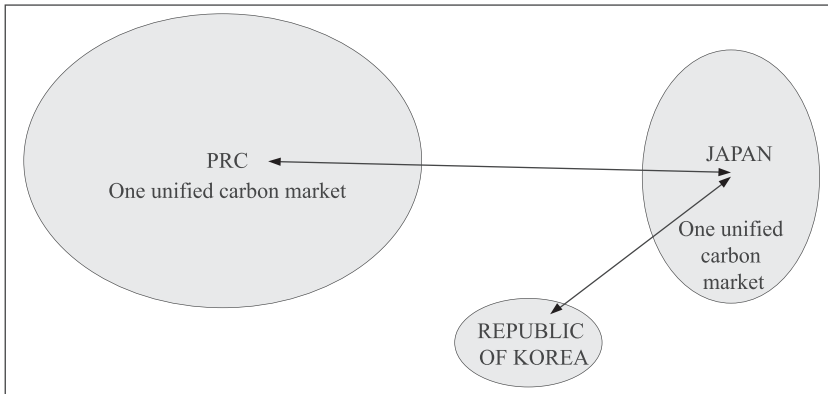 PRC
One unified carbon market
JAPAN
One unified
carbon
market
REPUBLIC
OF KOREA